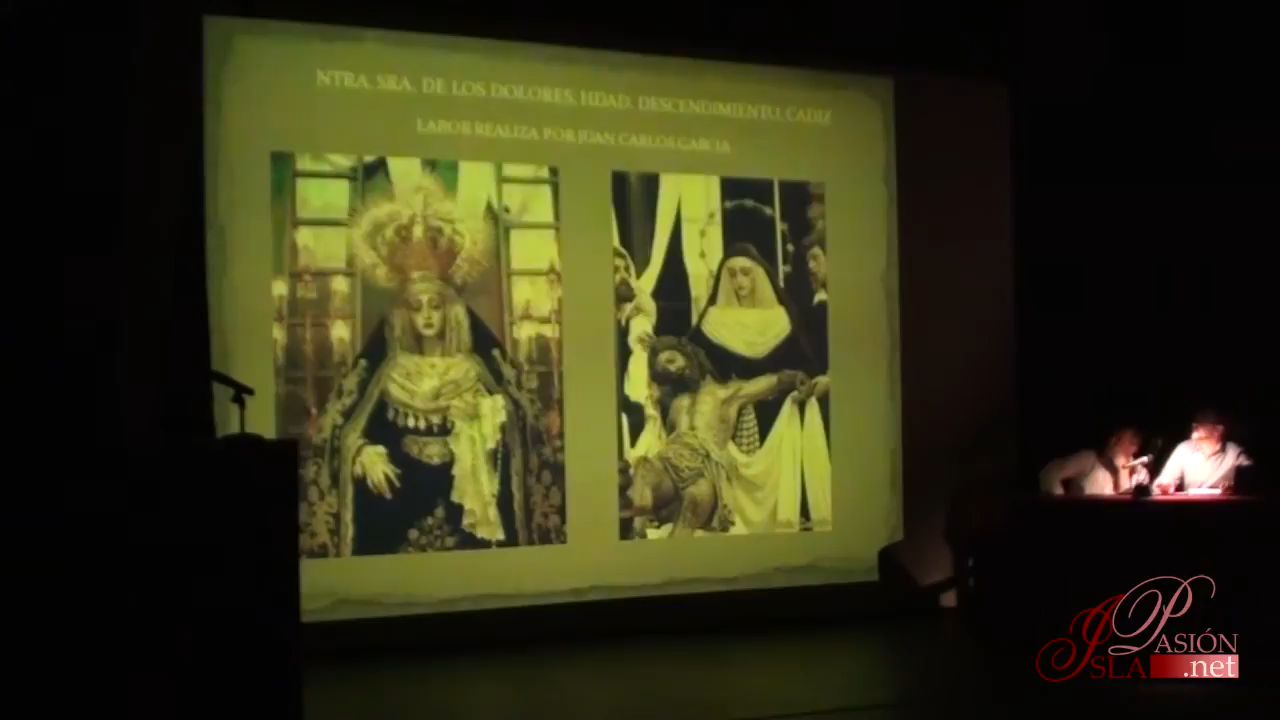 NTRA. SRA. DE LOS DOLORES, HDAD. DESCENDIMIENTO, CADIZ
LABOR REALIZA POR JUAN CARLOS GARCIA
ISLA PASIÓN
.net